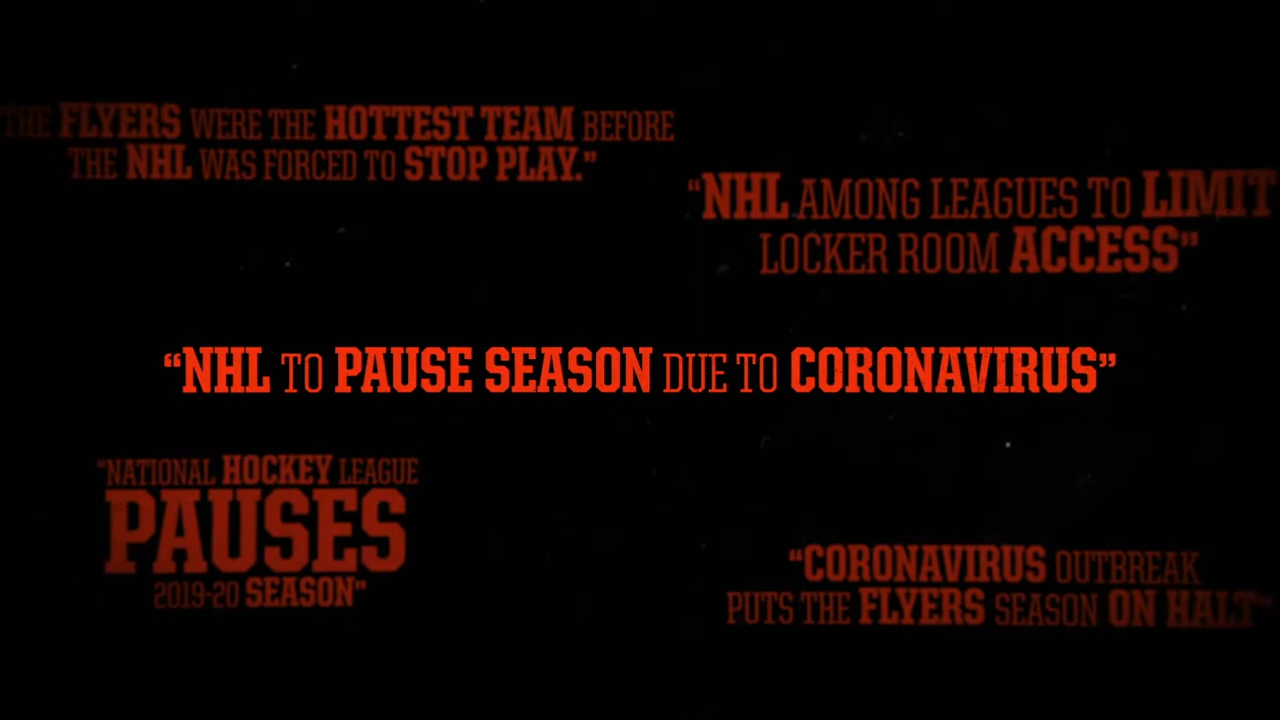 THE FLYERS WERE THE HOTTEST TEAM BEFORE
THE NHL WAS FORCED TO STOP PLAY.”
“NHL AMONG LEAGUES TO LIMIT
LOCKER ROOM ACCESS”
“NHL TO PAUSE SEASON DUE TO CORONAVIRUS”
“NATIONAL HOCKEY LEAGUE
PAUSES
2019-20 SEASON”
“CORONAVIRUS OUTBREAK
PUTS THE FLYERS SEASON ON HALT”